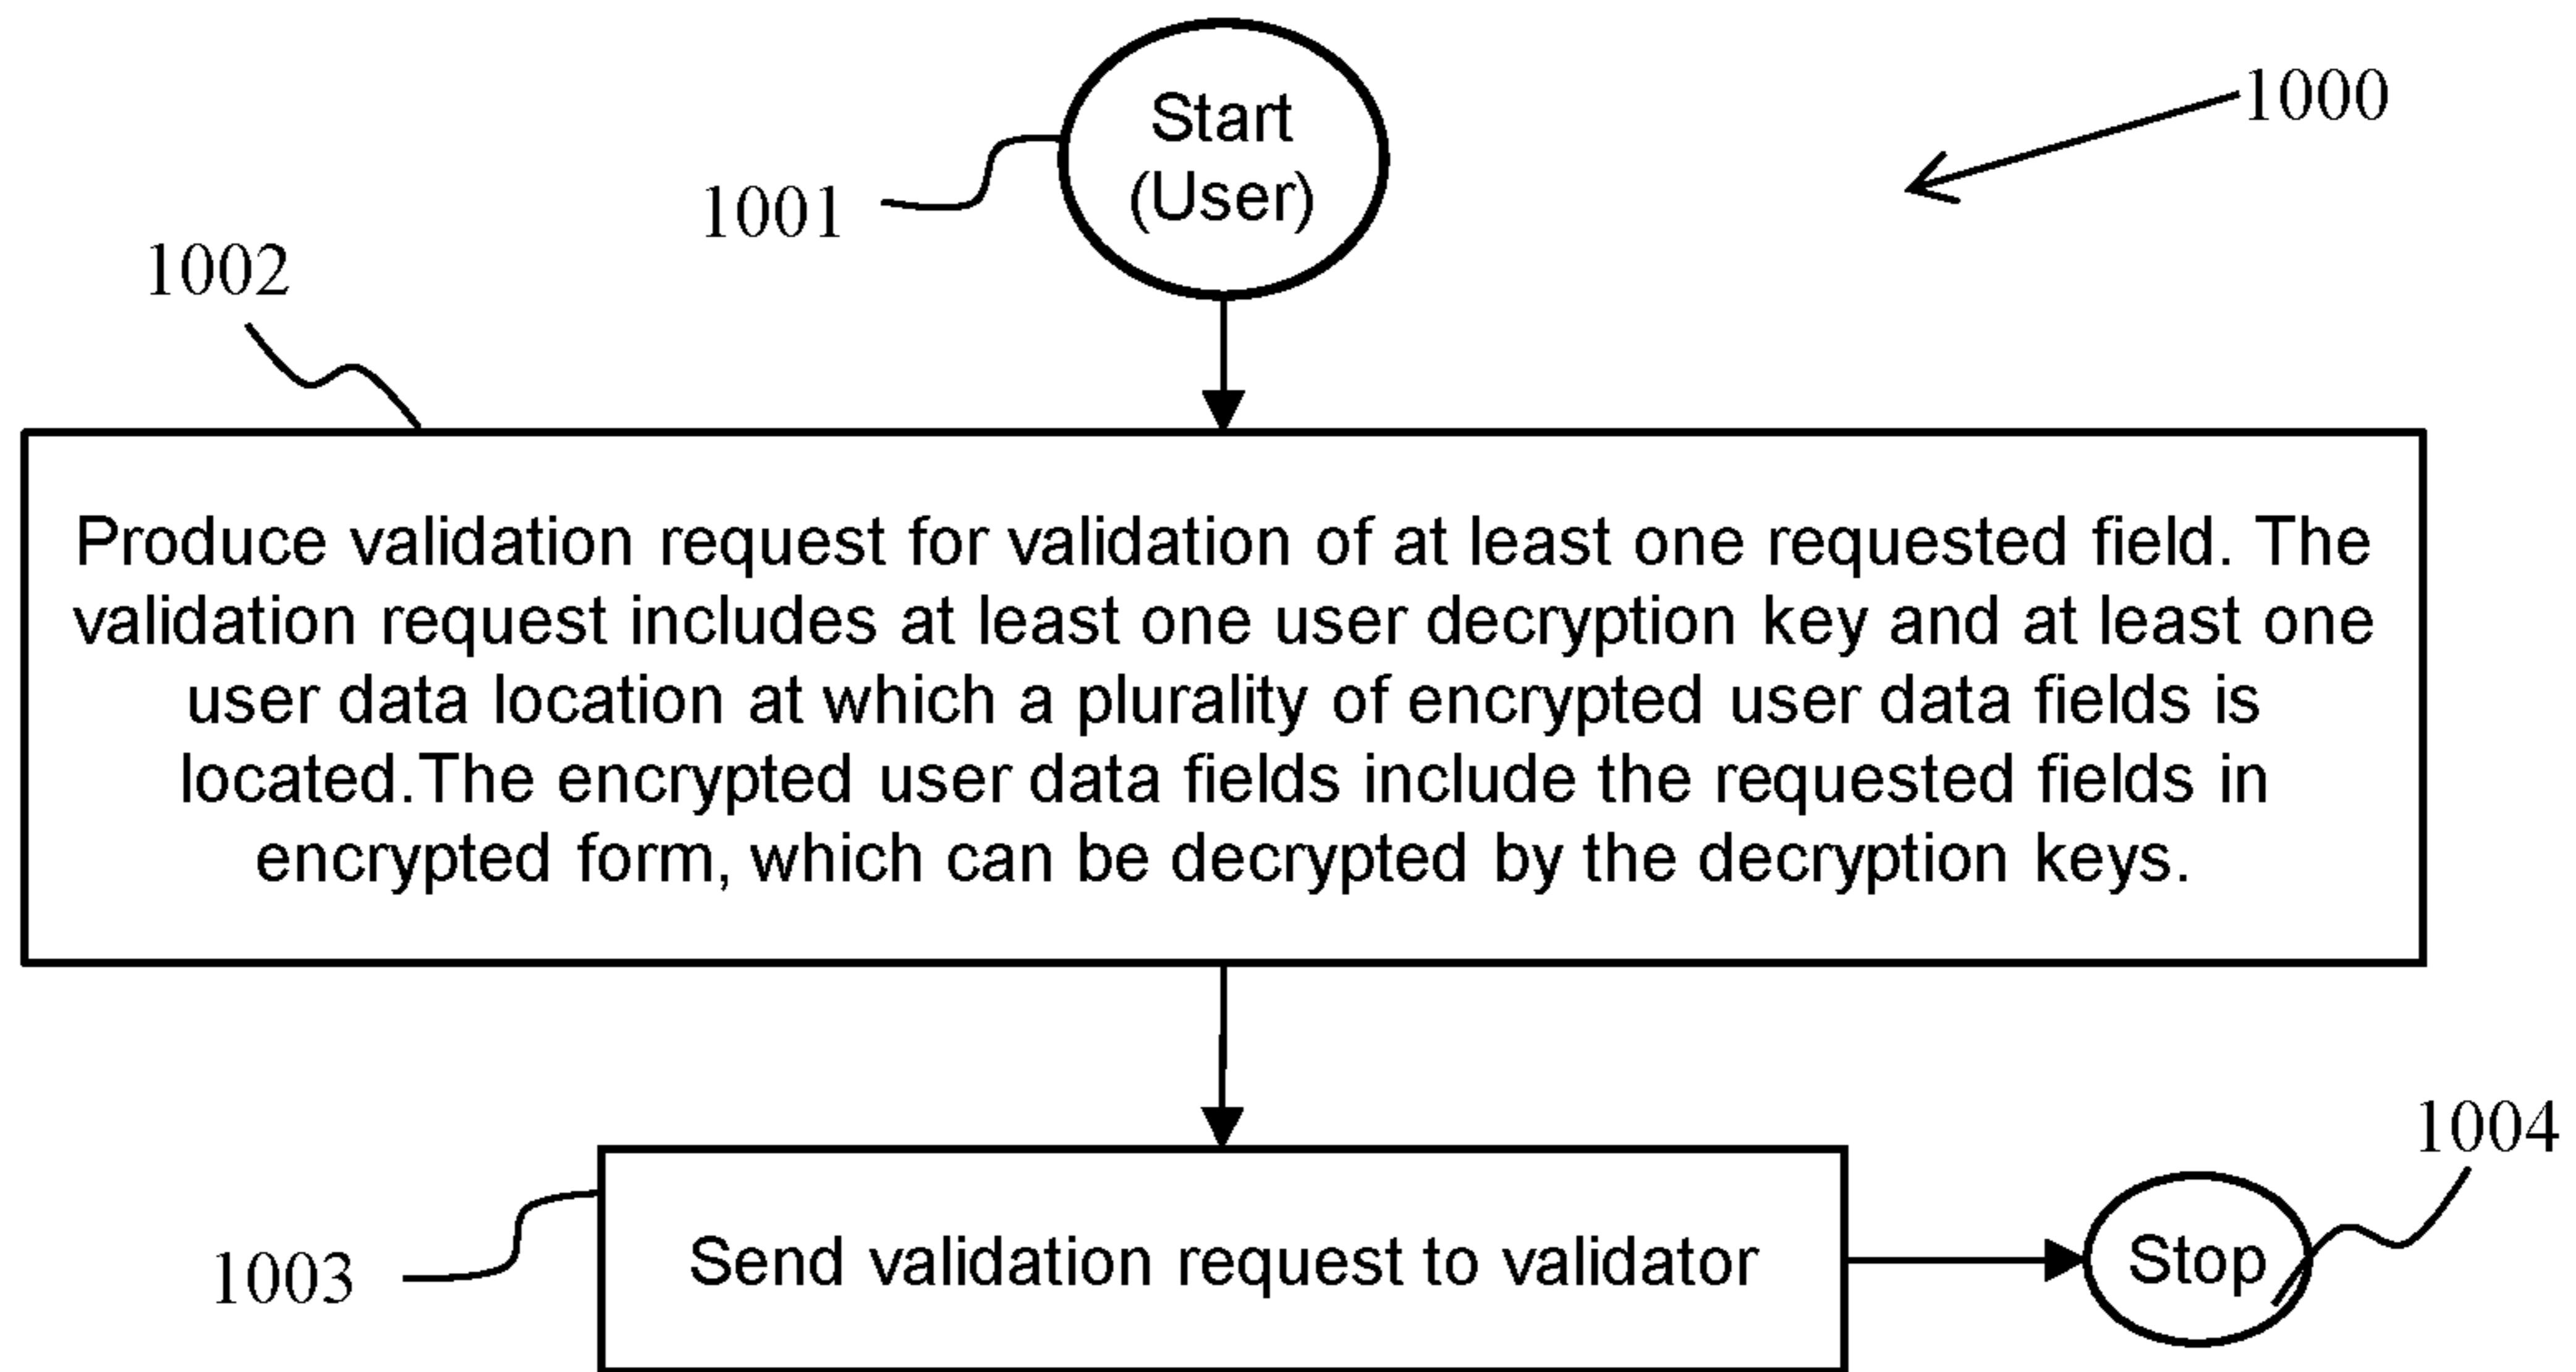 Start
(User)
1000
1001
1002
Produce validation request for validation of at least one requested field. The
validation request includes at least one user decryption key and at least one
user data location at which a plurality of encrypted user data fields is
located.The encrypted user data fields include the requested fields in
encrypted form, which can be decrypted by the decryption keys.
1003
Send validation request to validator
Stop
1004